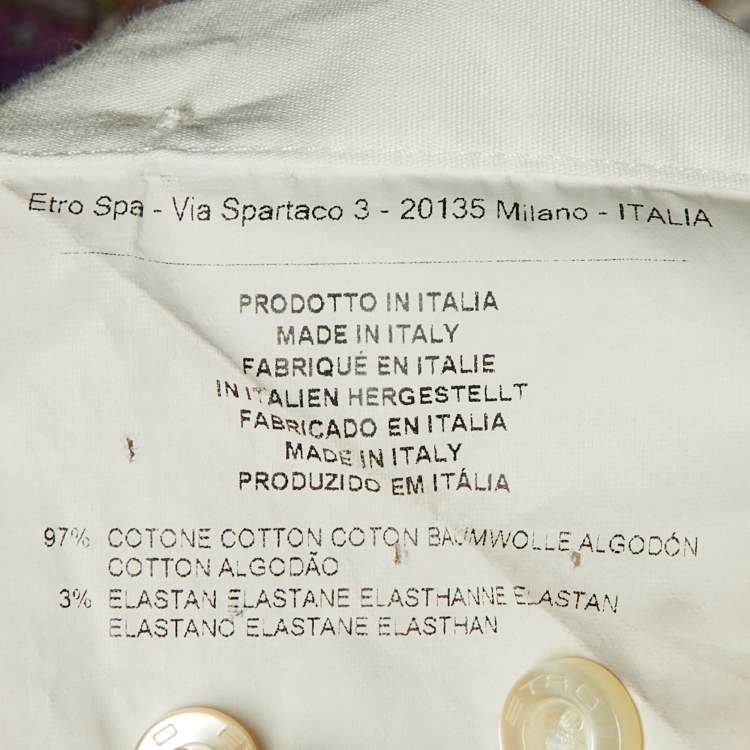 Etro Spa - Via Spartaco 3 - 20135 Milano - ITALIA
PRODOTTO IN ITALIA
MADE IN ITALY
FABRIQUÉ EN ITALIE
IN ITALIEN HERGESTELLT
FABRICADO EN ITALIA
MADE IN ITALY
PRODUZIDO EM ITÁLIA
97% COTONE COTTON COTON BAUMWOLLE ALGODÓN
COTTON ALGODÃO
3% ELASTAN ELASTANE ELASTHANNE ELASTAN
ELASTANO ELASTANE ELASTHAN
ETRO